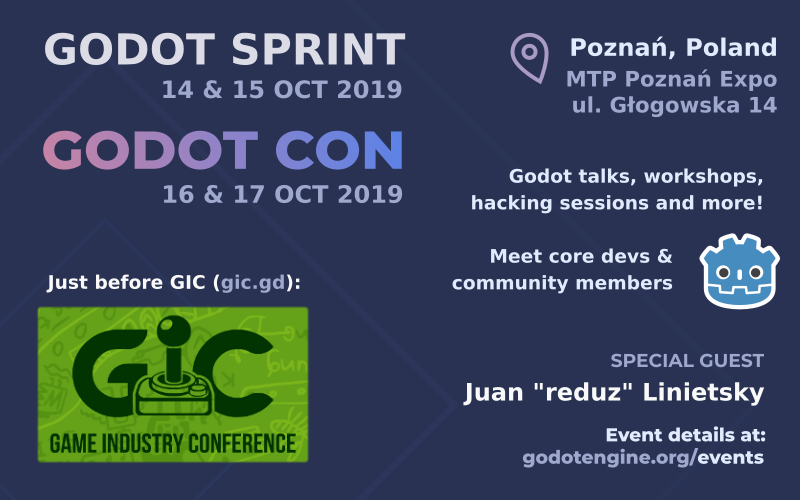 GODOT SPRINT
14 & 15 OCT 2019
GODOT CON
16 & 17 OCT 2019
Just before GIC (gic.gd):
GIC
GAME INDUSTRY CONFERENCE
Poznań, Poland
MTP Poznań Expo
ul. Głogowska 14
Godot talks, workshops,
hacking sessions and more!
Meet core devs &
community members
SPECIAL GUEST
Juan "reduz" Linietsky
Event details at:
godotengine.org/events